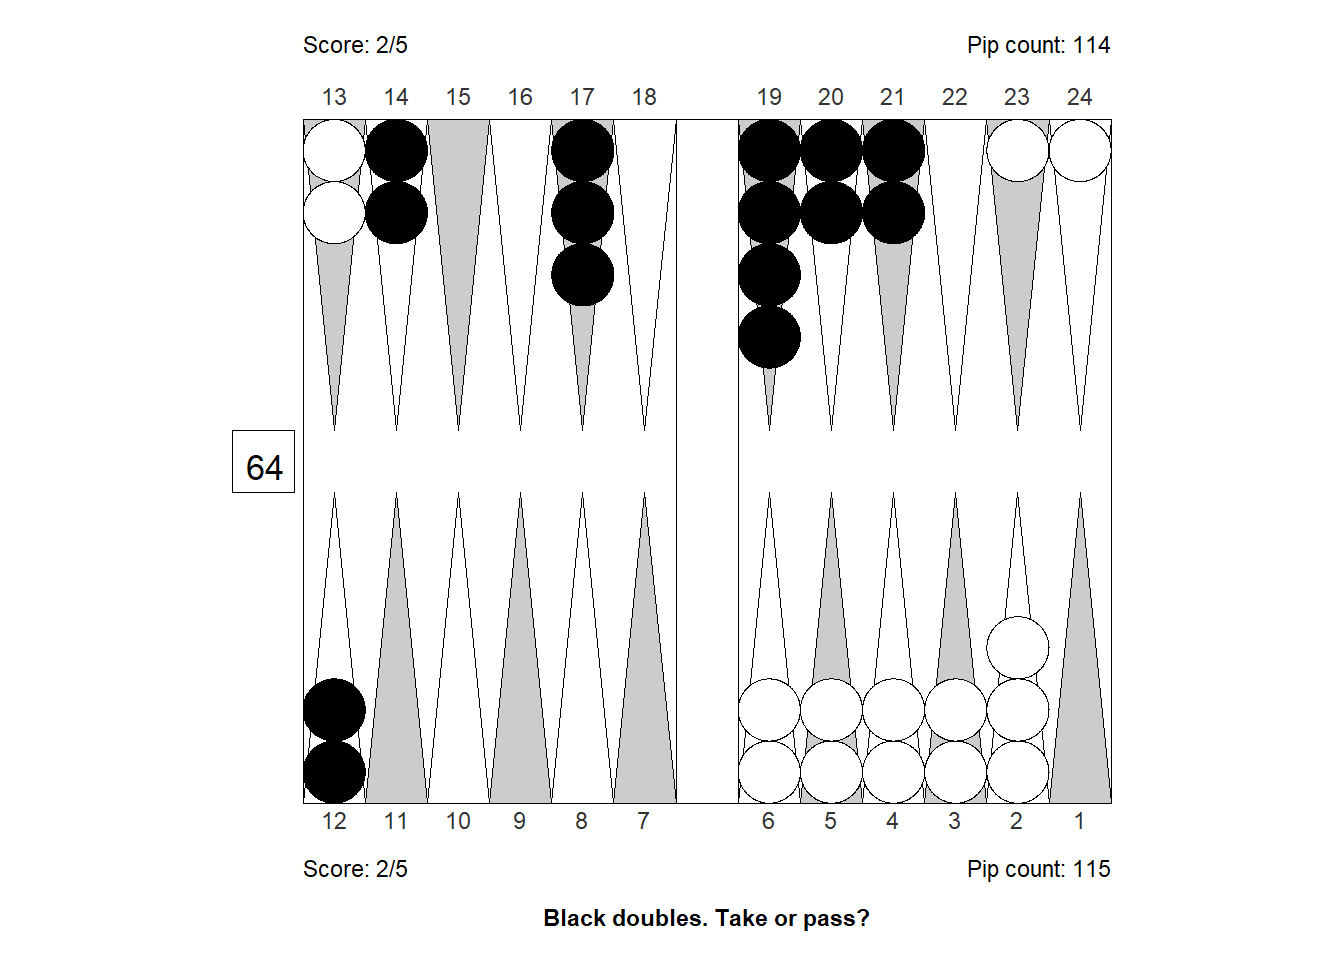 Score: 2/5 Pip count: 114
13 14 15 16 17 18 19 20 21 22 23 24
64
12 11 10 9 8 7 6 5 4 3 2 1
Score: 2/5 Pip count: 115
Black doubles. Take or pass?